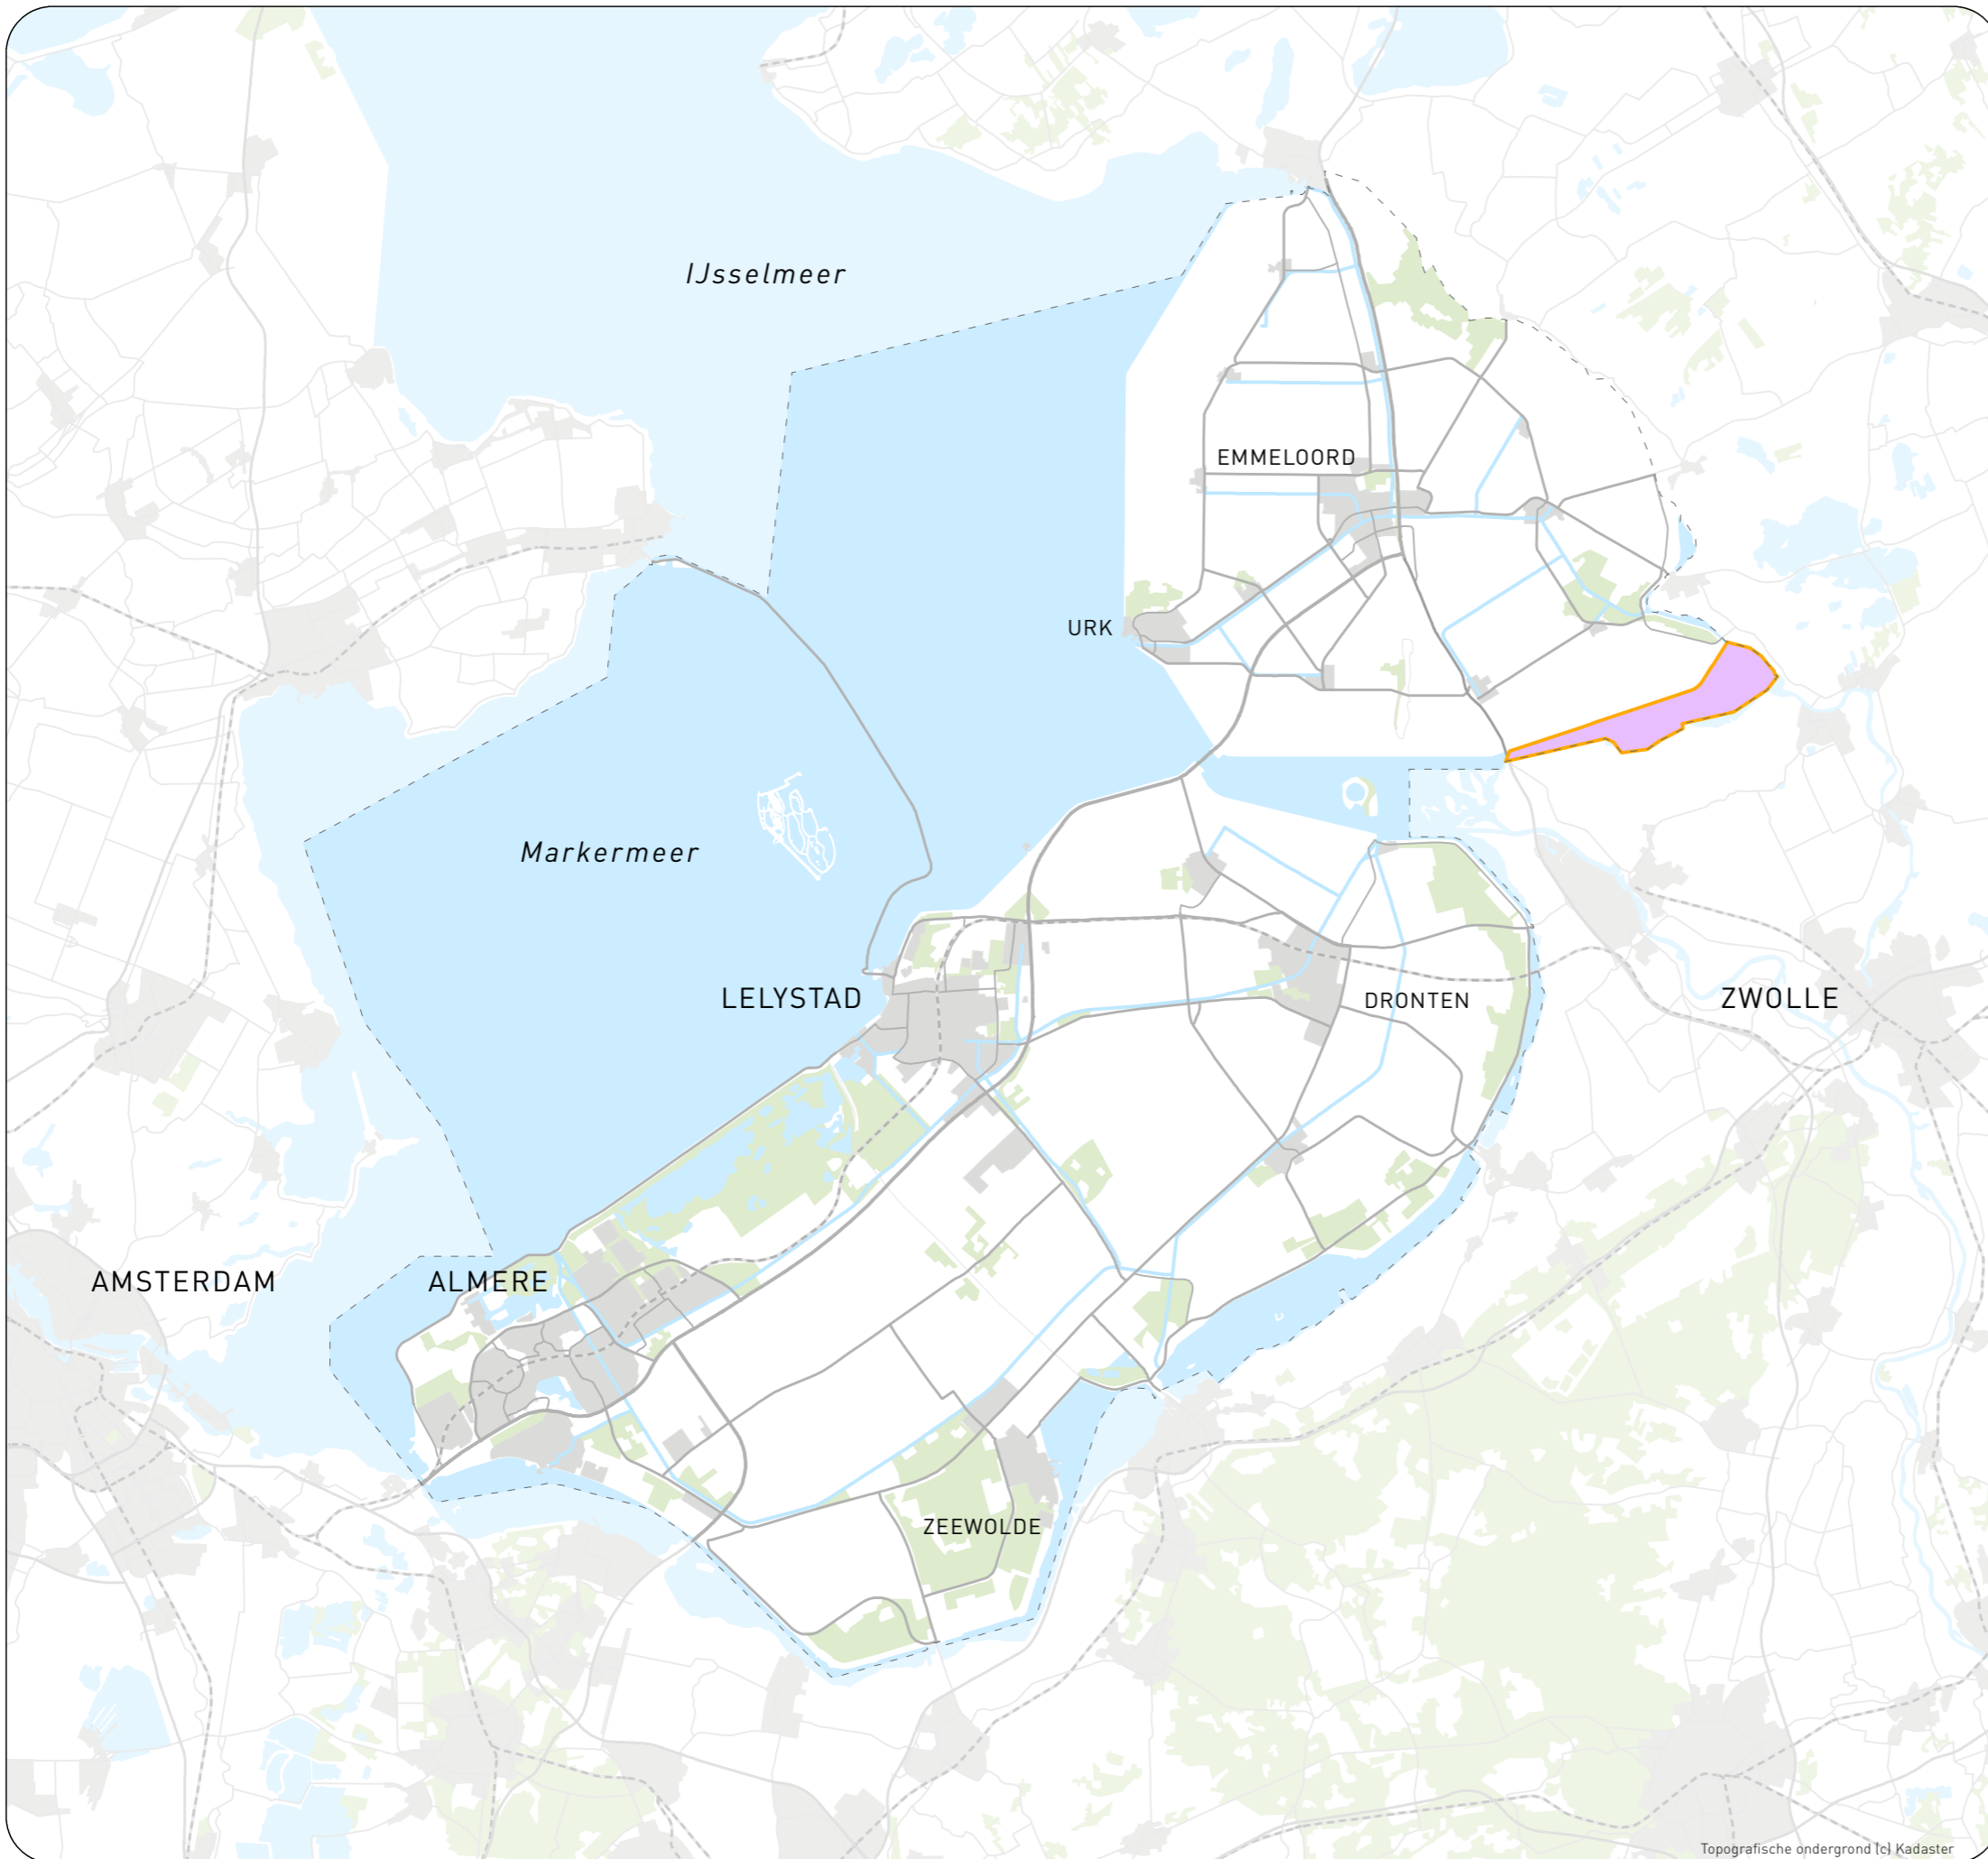 IJsselmeer
EMMELOORD
URK
Markermeer
LELYSTAD
DRONTEN
ZWOLLE
AMSTERDAM
ALMERE
ZEEWOLDE
Topografische ondergrond (c) Kadaster